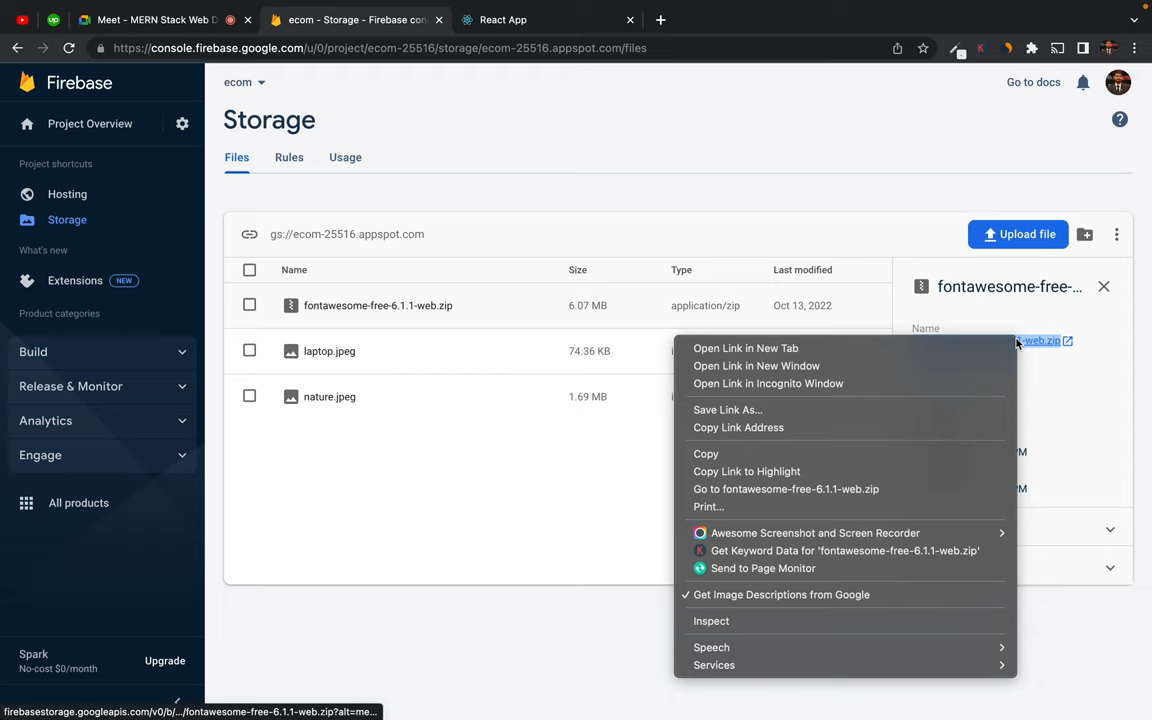 Meet - MERN Stack Web D
ecom - Storage - Firebase con
React App
https://console.firebase.google.com/u/0/project/ecom-25516/storage/ecom-25516.appspot.com/files
Firebase
ecom
Go to docs
Project Overview
Storage
Project shortcuts
Files
Rules
Usage
Hosting
Storage
What's new
gs://ecom-25516.appspot.com
Upload file
Extensions
NEW
Name
Size
Type
Last modified
fontawesome-free-...
Product categories
fontawesome-free-6.1.1-web.zip
6.07 MB
application/zip
Oct 13, 2022
Name
-web.zip
Build
laptop.jpeg
74.36 KB
Open Link in New Tab
Open Link in New Window
Open Link in Incognito Window
Release & Monitor
nature.jpeg
1.69 MB
Save Link As...
Copy Link Address
Analytics
Copy
PM
Engage
Copy Link to Highlight
Go to fontawesome-free-6.1.1-web.zip
PM
All products
Print...
Awesome Screenshot and Screen Recorder
Get Keyword Data for 'fontawesome-free-6.1.1-web.zip'
Send to Page Monitor
Get Image Descriptions from Google
Inspect
Speech
Services
Spark
No-cost $0/month
Upgrade
firebasestorage.googleapis.com/v0/b/.../fontawesome-free-6.1.1-web.zip?alt=me...